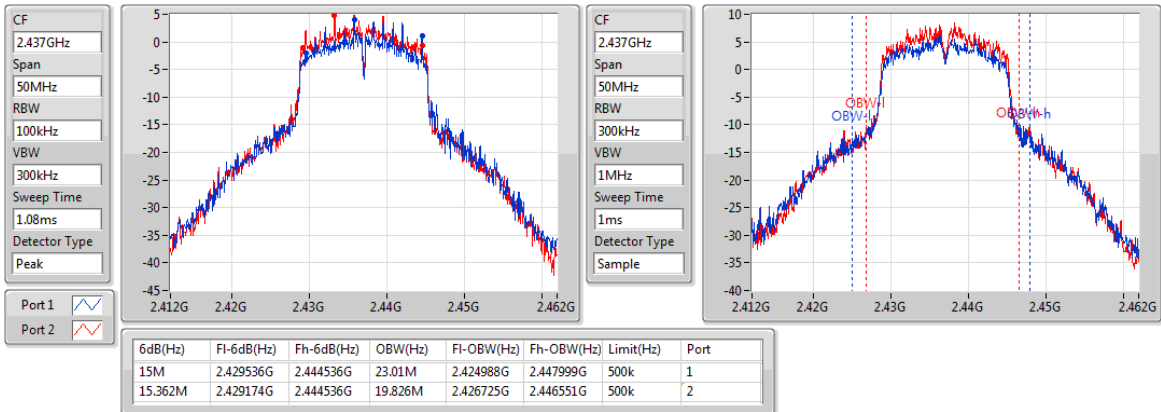 CF
2.437GHz
Span
50MHz
RBW
100kHz
VBW
300kHz
Sweep Time
1.08ms
Detector Type
Peak
Port 1
Port 2
5
0
-5
-10
-15
-20
-25
-30
-35
-40
-45
2.412G 2.42G 2.43G 2.44G 2.45G 2.462G
CF
2.437GHz
Span
50MHz
RBW
300kHz
VBW
1MHz
Sweep Time
1ms
Detector Type
Sample
10
5
0
-5
-10
-15
-20
-25
-30
-35
-40
OBW-l
OBW-l
OBW-h
OBW-h
2.412G 2.42G 2.43G 2.44G 2.45G 2.462G
6dB(Hz) Fl-6dB(Hz) Fh-6dB(Hz) OBW(Hz) Fl-OBW(Hz) Fh-OBW(Hz) Limit(Hz) Port
15M 2.429536G 2.444536G 23.01M 2.424988G 2.447999G 500k 1
15.362M 2.429174G 2.444536G 19.826M 2.426725G 2.446551G 500k 2